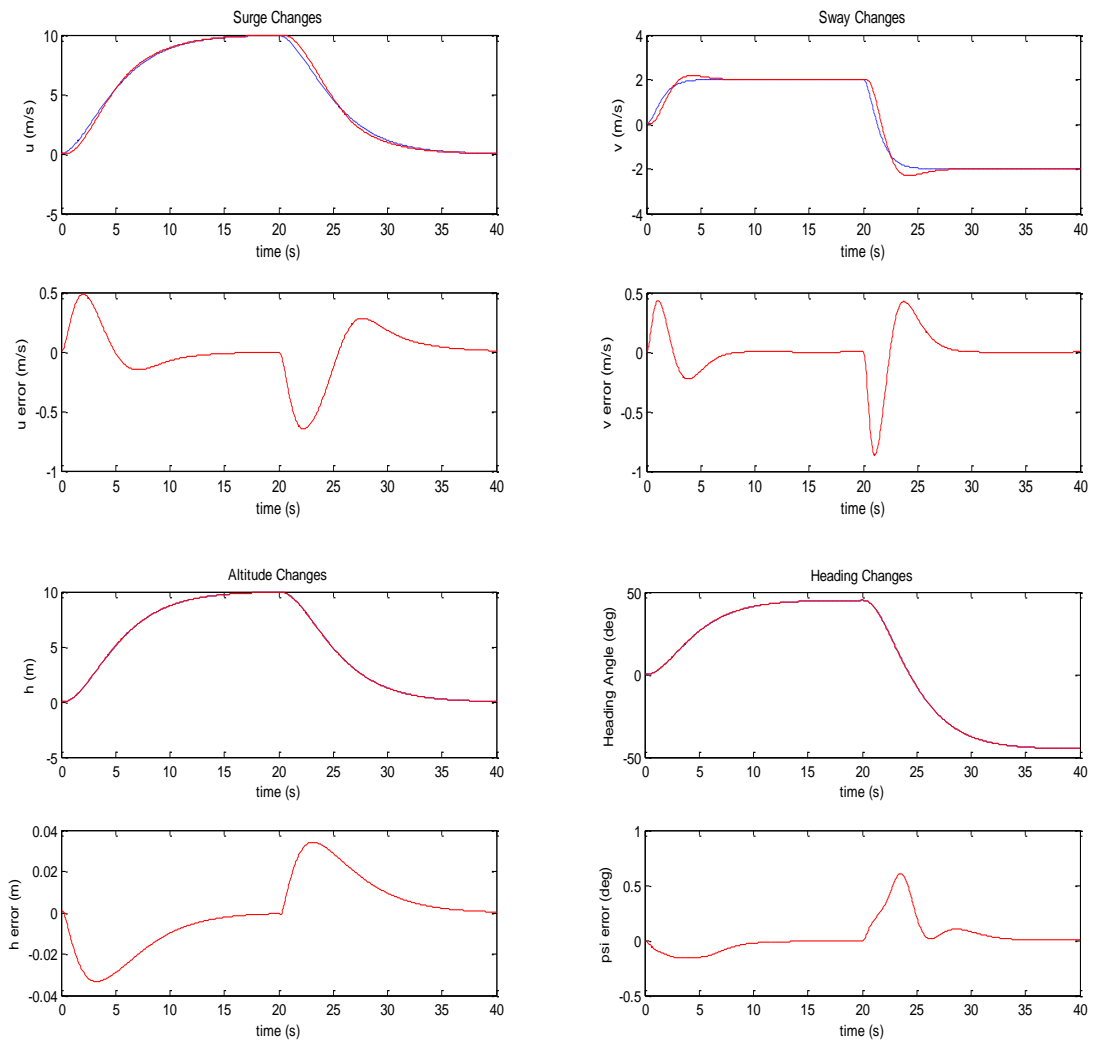 Surge Changes
10
5
0
-5
u (m/s)
0 5 10 15 20 25 30 35 40
time (s)
Sway Changes
4
2
0
-2
-4
v (m/s)
0 5 10 15 20 25 30 35 40
time (s)
0.5
0
-0.5
-1
u error (m/s)
0 5 10 15 20 25 30 35 40
time (s)
0.5
0
-0.5
-1
v error (m/s)
0 5 10 15 20 25 30 35 40
time (s)
Altitude Changes
10
5
0
-5
h (m)
0 5 10 15 20 25 30 35 40
time (s)
Heading Changes
50
0
-50
Heading Angle (deg)
0 5 10 15 20 25 30 35 40
time (s)
0.04
0.02
0
-0.02
-0.04
h error (m)
0 5 10 15 20 25 30 35 40
time (s)
1
0.5
0
-0.5
psi error (deg)
0 5 10 15 20 25 30 35 40
time (s)